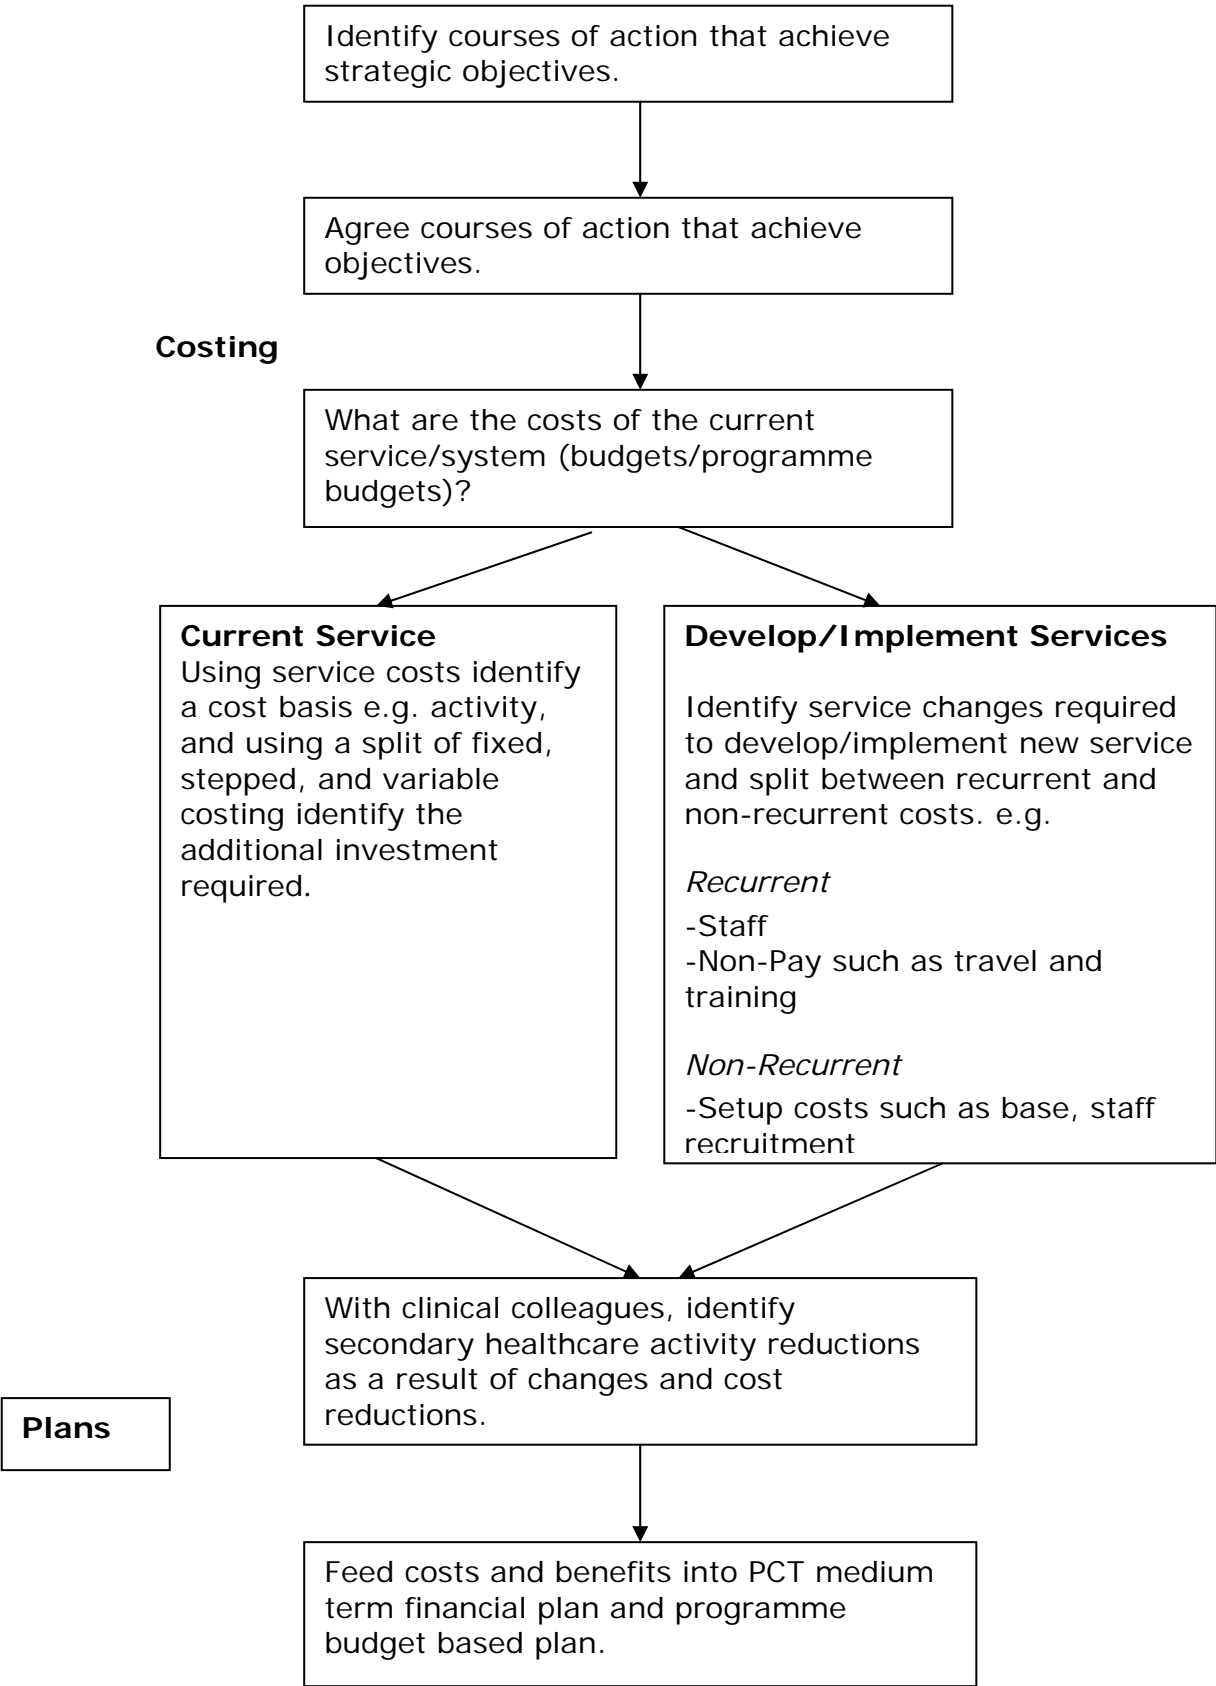 Identify courses of action that achieve
strategic objectives.
Agree courses of action that achieve
objectives.
Costing
What are the costs of the current
service/system (budgets/programme
budgets)?
Current Service
Using service costs identify
a cost basis e.g. activity,
and using a split of fixed,
stepped, and variable
costing identify the
additional investment
required.
Develop/Implement Services
Identify service changes required
to develop/implement new service
and split between recurrent and
non-recurrent costs. e.g.
Recurrent
-Staff
-Non-Pay such as travel and
training
Non-Recurrent
-Setup costs such as base, staff
recruitment
With clinical colleagues, identify
secondary healthcare activity reductions
as a result of changes and cost
reductions.
Plans
Feed costs and benefits into PCT medium
term financial plan and programme
budget based plan.